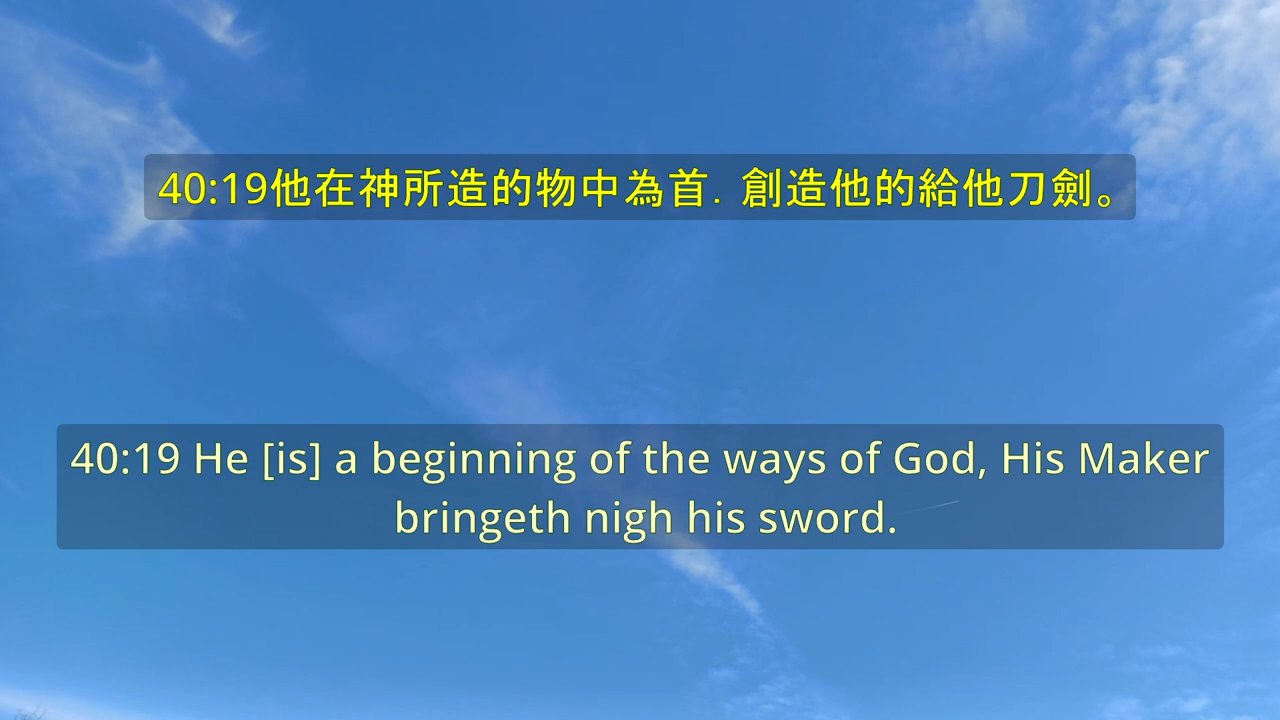 40:19他在神所造的物中為首．創造他的給他刀劍。
40:19 He [is] a beginning of the ways of God, His Maker
bringeth nigh his sword.